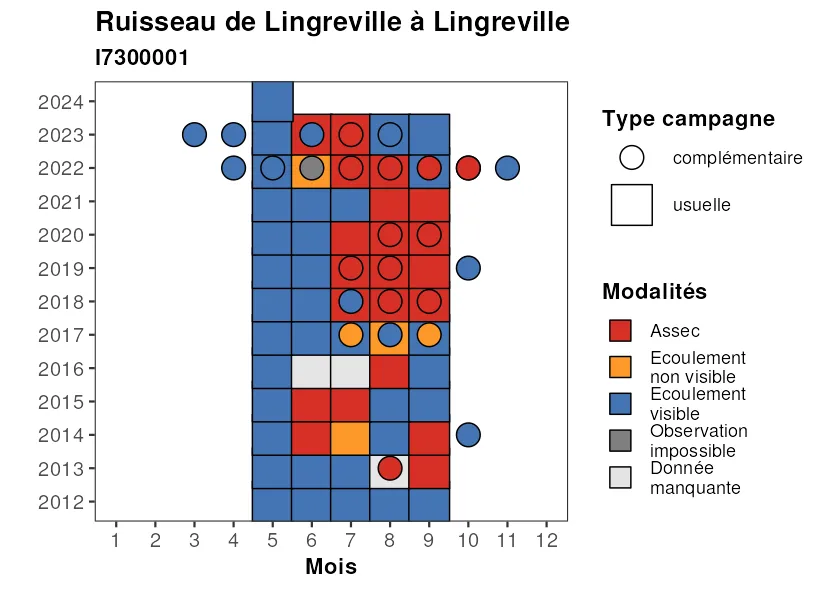 Ruisseau de Lingreville à Lingreville
I7300001
2024
2023
2022
2021
2020
2019
2018
2017
2016
2015
2014
2013
2012
1 2 3 4 5 6 7 8 9 10 11 12
Mois
Type campagne
complémentaire
usuelle
Modalités
Assec
Ecoulement
non visible
Ecoulement
visible
Observation
impossible
Donnée
manquante